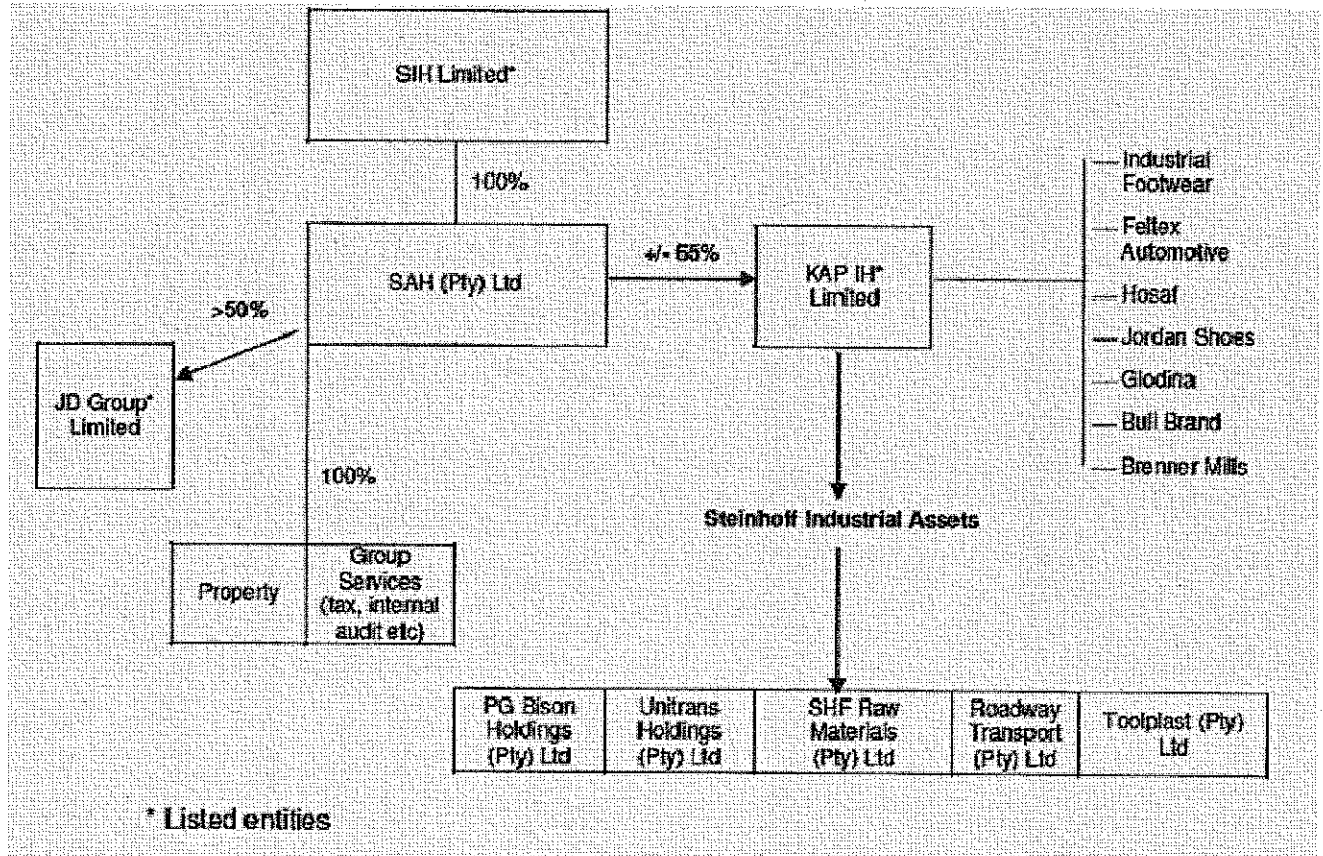 SIH Limited*
100%
SAH (Pty) Ltd
+/- 65%
KAP IH*
Limited
Industrial
Footwear
Feltex
Automotive
Hosaf
Jordan Shoes
Glodina
Bull Brand
Brenner Mills
>50%
JD Group*
Limited
100%
Property
Group
Services
(tax, internal
audit etc)
Steinhoff Industrial Assets
PG Bison
Holdings
(Pty) Ltd
Unitrans
Holdings
(Pty) Ltd
SHF Raw
Materials
(Pty) Ltd
Roadway
Transport
(Pty) Ltd
Toolplast (Pty)
Ltd
* Listed entities